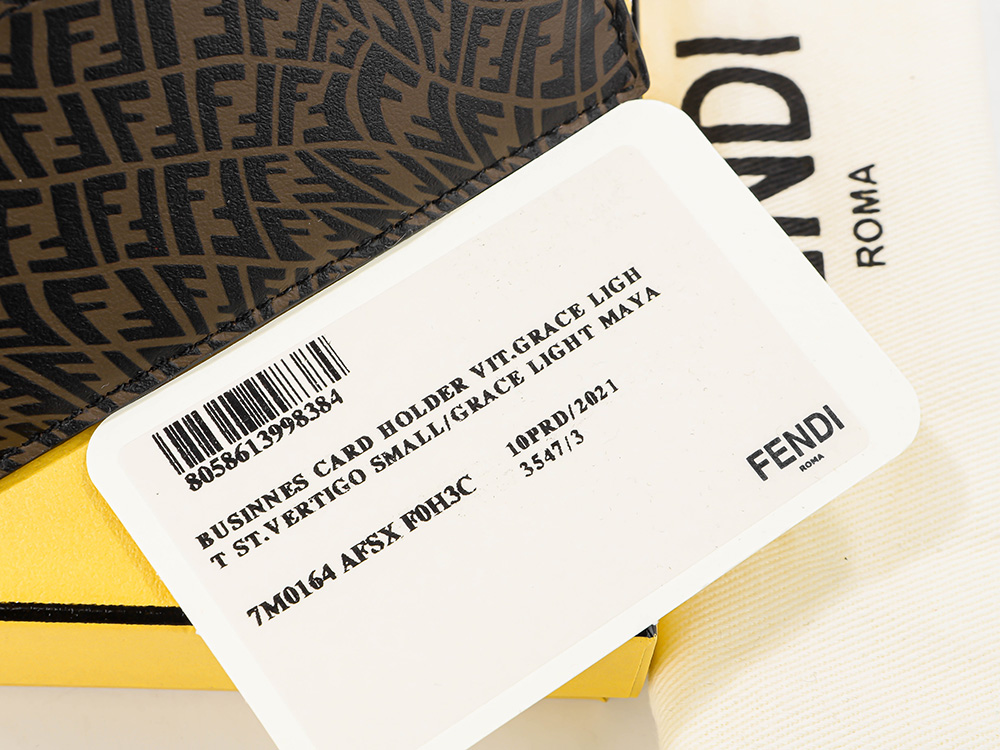 8058613998384
BUSINNES CARD HOLDER VIT.GRACE LIGH
T ST.VERTIGO SMALL/GRACE LIGHT MAYA
7M0164 AFSX F0H3C
10PRD/2021
3547/3
FENDI
ROMA
NDI
ROMA